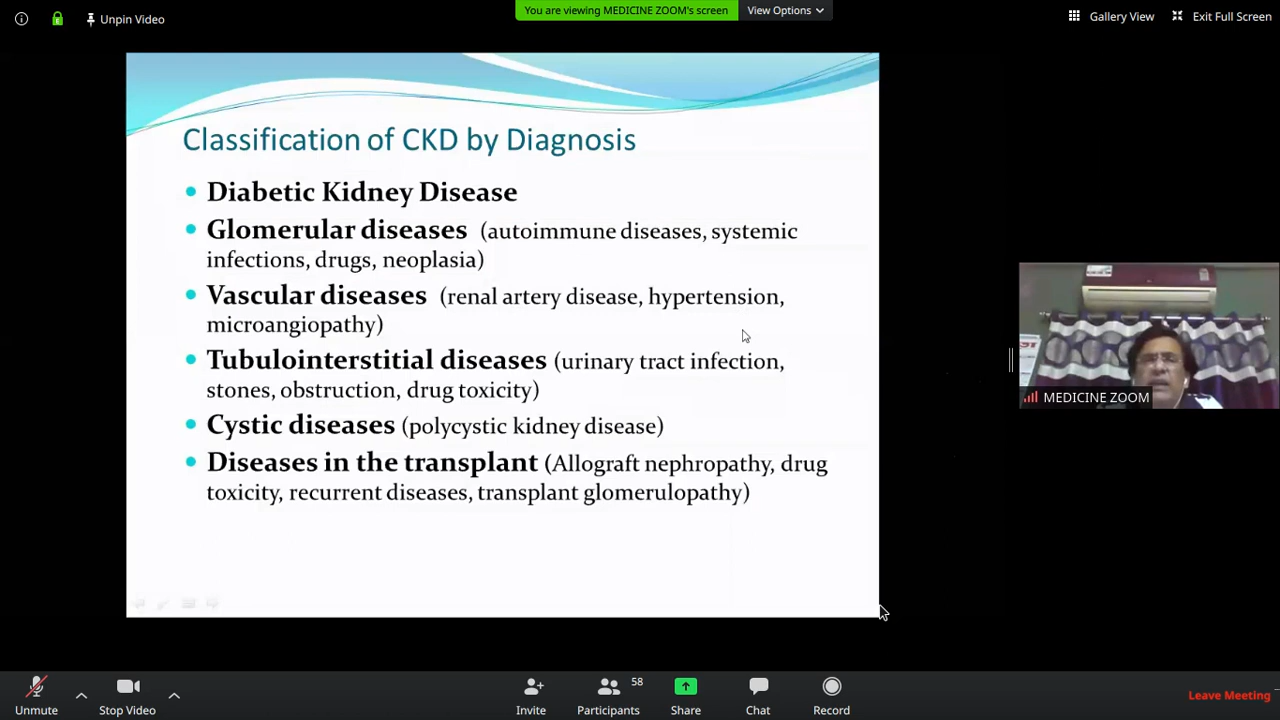 Unpin Video
You are viewing MEDICINE ZOOM's screen
View Options
Gallery View
Exit Full Screen
Classification of CKD by Diagnosis
Diabetic Kidney Disease
Glomerular diseases (autoimmune diseases, systemic
infections, drugs, neoplasia)
Vascular diseases (renal artery disease, hypertension,
microangiopathy)
Tubulointerstitial diseases (urinary tract infection,
stones, obstruction, drug toxicity)
Cystic diseases (polycystic kidney disease)
Diseases in the transplant (Allograft nephropathy, drug
toxicity, recurrent diseases, transplant glomerulopathy)
MEDICINE ZOOM
Unmute
Stop Video
Invite
Participants 58
Share
Chat
Record
Leave Meeting